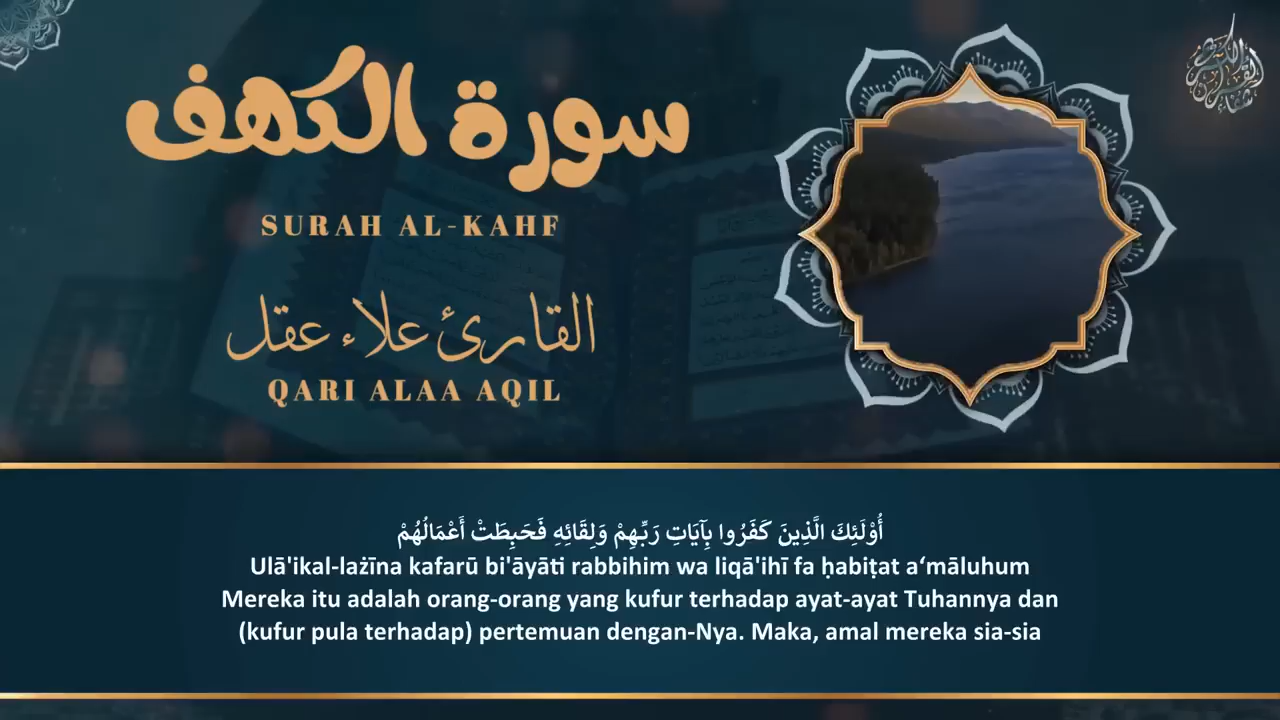 سورة الكهف
SURAH AL-KAHF
القارئ علاء عقل
QARI ALAA AQIL
أُوْلَئِكَ الَّذِينَ كَفَرُوا بِآيَاتِ رَبِّهِمْ وَلِقَائِهِ فَحَبِطَتْ أَعْمَالُهُمْ
Ulā'ikal-lażīna kafarū bi'āyāti rabbihim wa liqā'ihī fa ḥabiṭat a‘māluhum
Mereka itu adalah orang-orang yang kufur terhadap ayat-ayat Tuhannya dan
(kufur pula terhadap) pertemuan dengan-Nya. Maka, amal mereka sia-sia